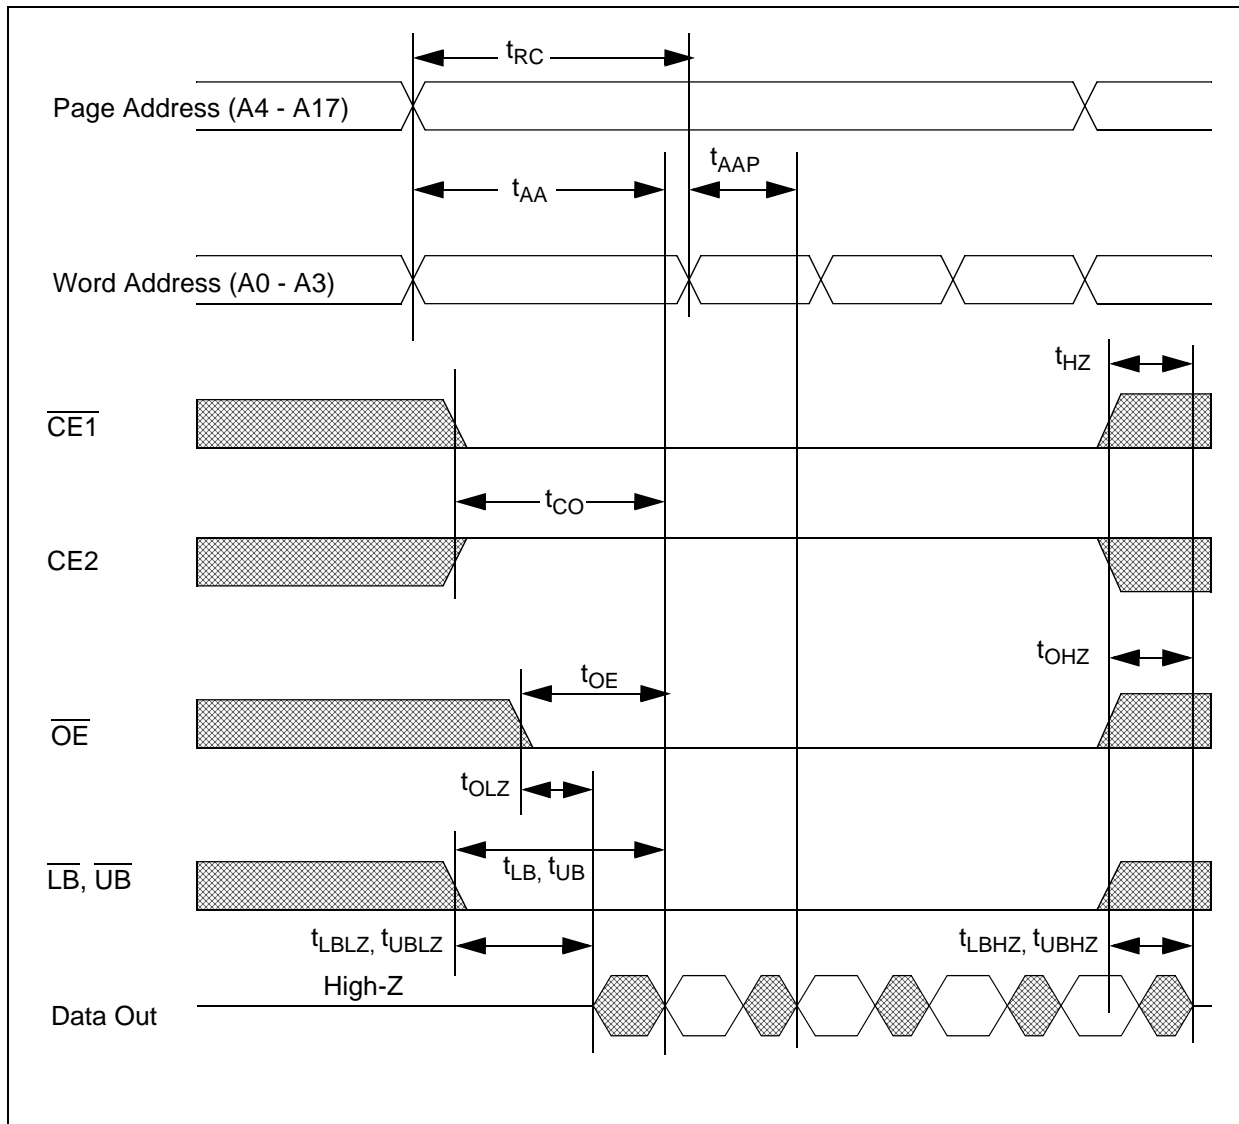 tRC
Page Address (A4 - A17)
tAAP
tAA
Word Address (A0 - A3)
tHZ
CE1
tCO
CE2
tOHZ
tOE
OE
tOLZ
LB, UB
tLB, tUB
tLBLZ, tUBLZ
tLBHZ, tUBHZ
High-Z
Data Out